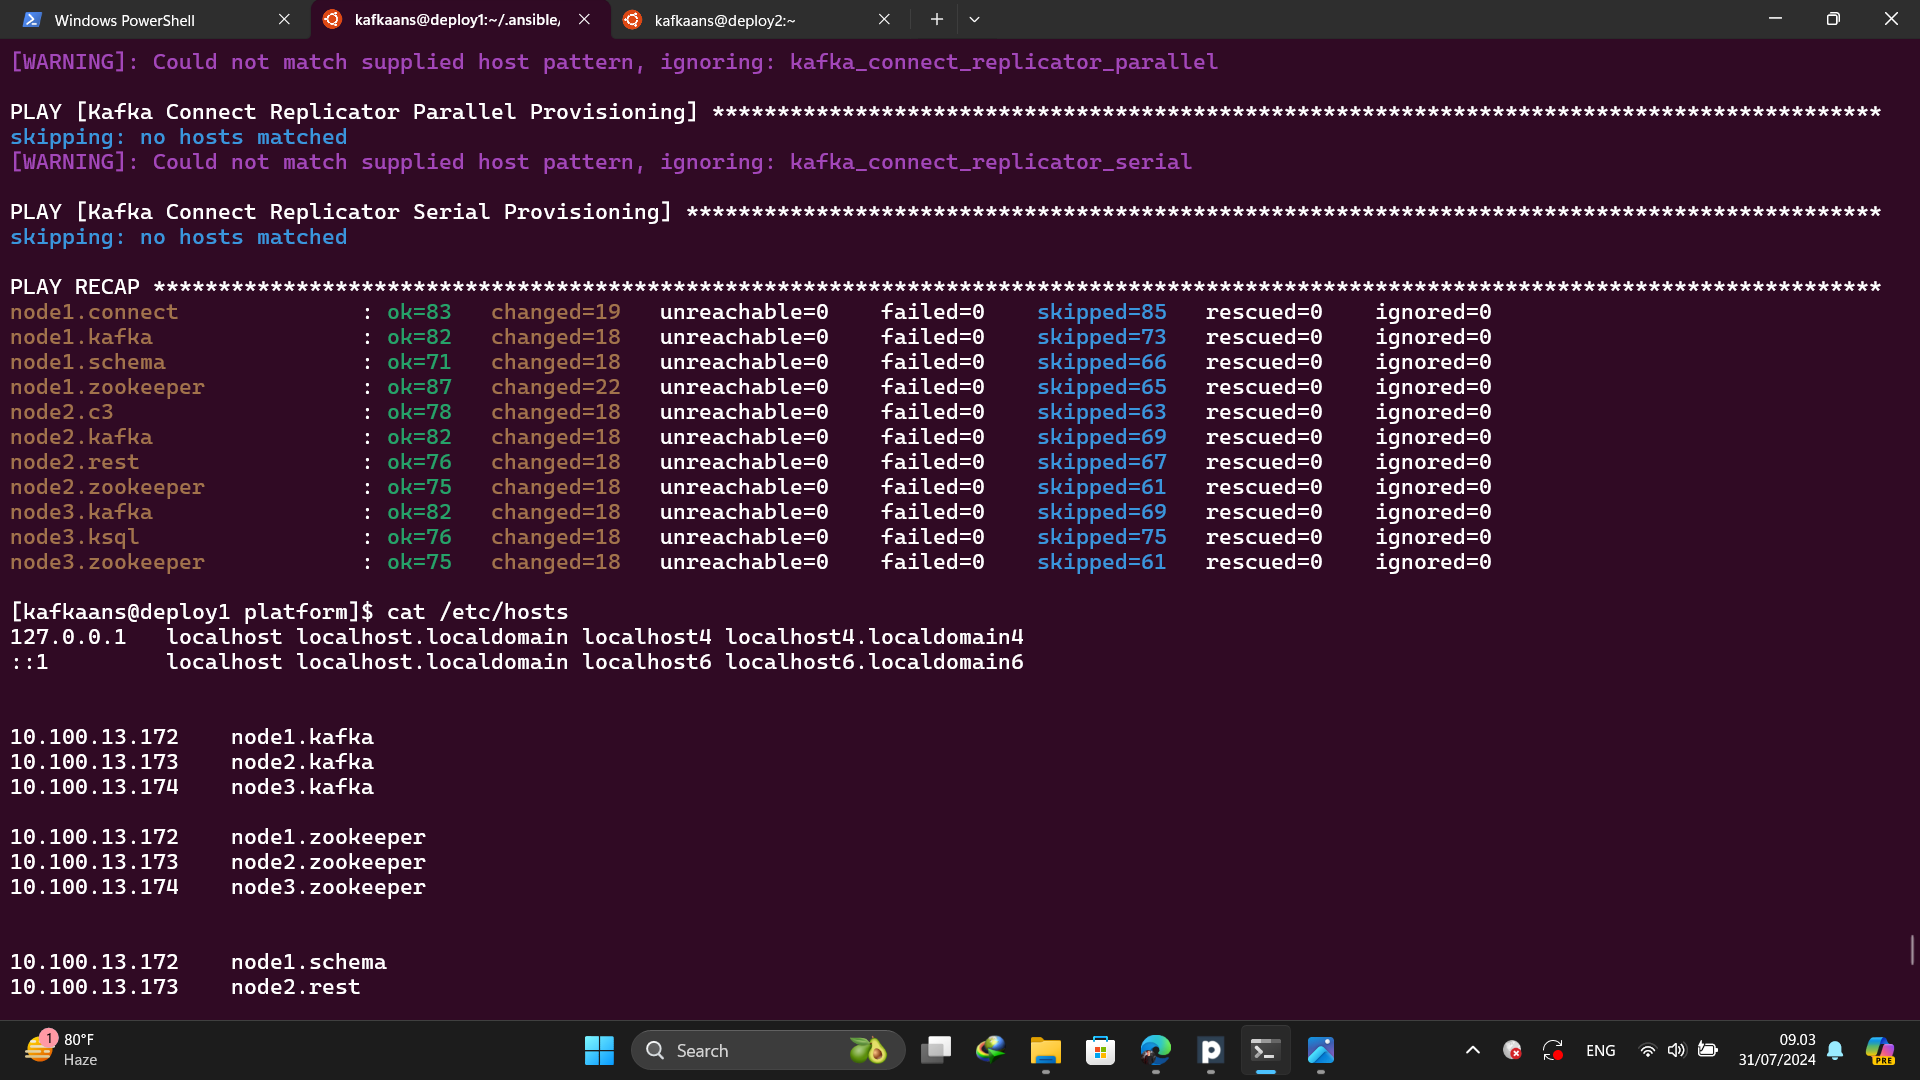 Windows PowerShell
kafkaans@deploy1:~/.ansible/
kafkaans@deploy2:~
[WARNING]: Could not match supplied host pattern, ignoring: kafka_connect_replicator_parallel
PLAY [Kafka Connect Replicator Parallel Provisioning] ******************************************************************************************
skipping: no hosts matched
[WARNING]: Could not match supplied host pattern, ignoring: kafka_connect_replicator_serial
PLAY [Kafka Connect Replicator Serial Provisioning] ********************************************************************************************
skipping: no hosts matched
PLAY RECAP *************************************************************************************************************************************
node1.connect : ok=83 changed=19 unreachable=0 failed=0 skipped=85 rescued=0 ignored=0
node1.kafka : ok=82 changed=18 unreachable=0 failed=0 skipped=73 rescued=0 ignored=0
node1.schema : ok=71 changed=18 unreachable=0 failed=0 skipped=66 rescued=0 ignored=0
node1.zookeeper : ok=87 changed=22 unreachable=0 failed=0 skipped=65 rescued=0 ignored=0
node2.c3 : ok=78 changed=18 unreachable=0 failed=0 skipped=63 rescued=0 ignored=0
node2.kafka : ok=82 changed=18 unreachable=0 failed=0 skipped=69 rescued=0 ignored=0
node2.rest : ok=76 changed=18 unreachable=0 failed=0 skipped=67 rescued=0 ignored=0
node2.zookeeper : ok=75 changed=18 unreachable=0 failed=0 skipped=61 rescued=0 ignored=0
node3.kafka : ok=82 changed=18 unreachable=0 failed=0 skipped=69 rescued=0 ignored=0
node3.ksql : ok=76 changed=18 unreachable=0 failed=0 skipped=75 rescued=0 ignored=0
node3.zookeeper : ok=75 changed=18 unreachable=0 failed=0 skipped=61 rescued=0 ignored=0
[kafkaans@deploy1 platform]$ cat /etc/hosts
127.0.0.1 localhost localhost.localdomain localhost4 localhost4.localdomain4
::1 localhost localhost.localdomain localhost6 localhost6.localdomain6
10.100.13.172 node1.kafka
10.100.13.173 node2.kafka
10.100.13.174 node3.kafka
10.100.13.172 node1.zookeeper
10.100.13.173 node2.zookeeper
10.100.13.174 node3.zookeeper
10.100.13.172 node1.schema
10.100.13.173 node2.rest
1
80°F
Haze
Search
ENG
09.03
31/07/2024
PRE